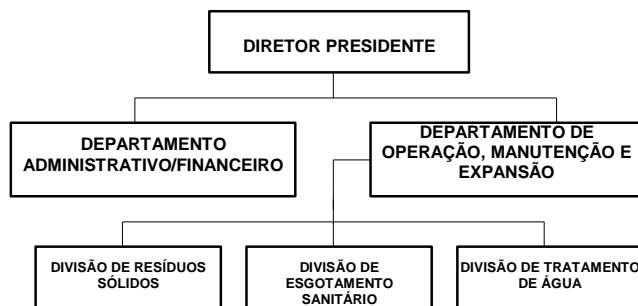 DIRETOR PRESIDENTE
DEPARTAMENTO
ADMINISTRATIVO/FINANCEIRO
DEPARTAMENTO DE
OPERAÇÃO, MANUTENÇÃO E
EXPANSÃO
DIVISÃO DE RESÍDUOS
SÓLIDOS
DIVISÃO DE
ESGOTAMENTO
SANITÁRIO
DIVISÃO DE TRATAMENTO
DE ÁGUA